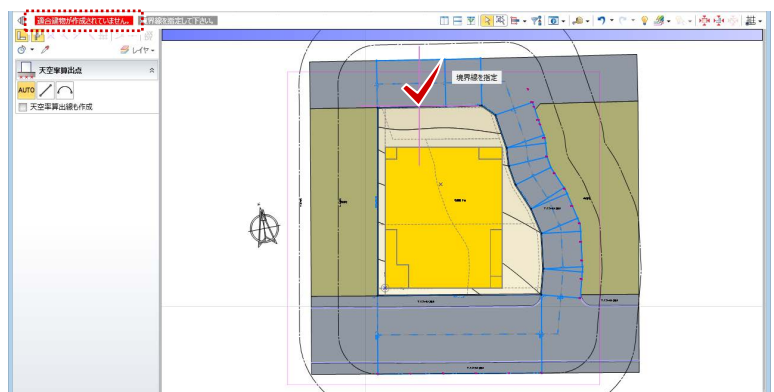 適合建物が作成されていません。 境界線を指定して下さい。
レイヤ
天空率算出点
AUTO
天空率算出線も作成
境界線を指定